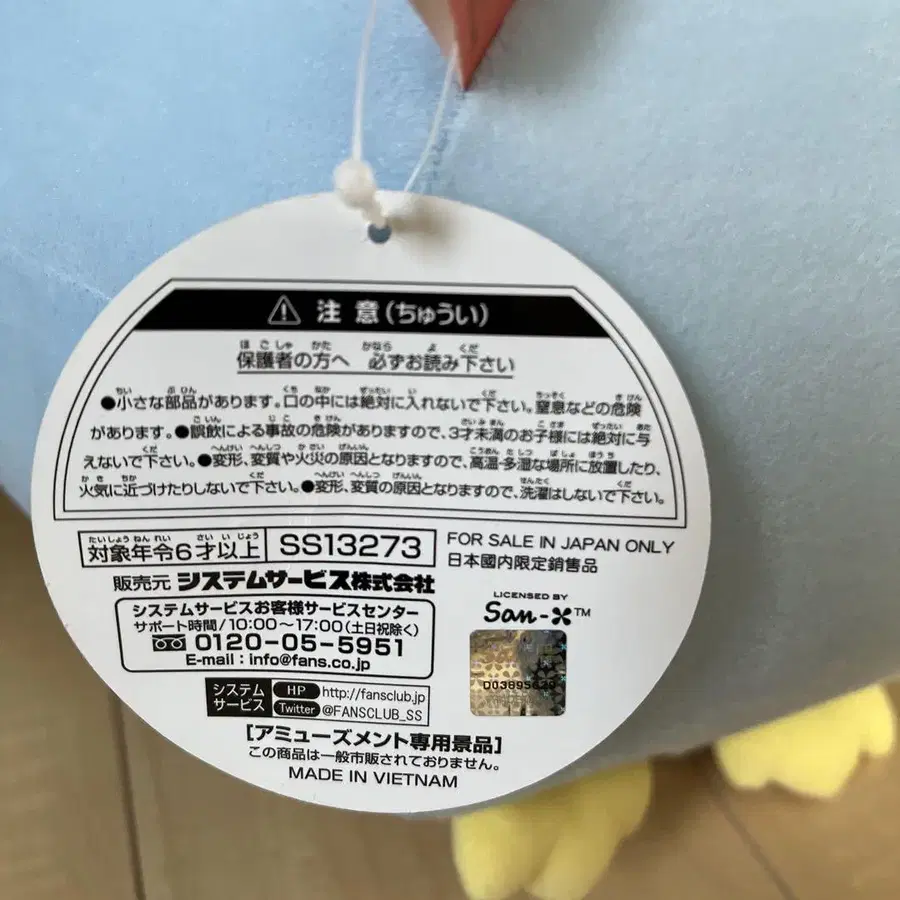 ⚠ 注意(ちゅうい)
保護者の方へ 必ずお読み下さい
●小さな部品があります。口の中には絶対に入れないで下さい。窒息などの危険
があります。●誤飲による事故の危険がありますので、3才未満のお子様には絶対に与
えないで下さい。●変形、変質や火災の原因となりますので、高温・多湿な場所に放置したり、
火気に近づけたりしないで下さい。●変形、変質の原因となりますので、洗濯はしないで下さい。
対象年令6才以上 SS13273
FOR SALE IN JAPAN ONLY
日本國内限定銷售品
販売元 システムサービス株式会社
システムサービスお客様サービスセンター
サポート時間/10:00~17:00(土日祝除く)
0120-05-5951
E-mail:info@fans.co.jp
システムサービス
HP http://fansclub.jp
Twitter @FANSCLUB_SS
LICENSED BY
San-X™
[アミューズメント専用景品]
この商品は一般市販されておりません。
MADE IN VIETNAM